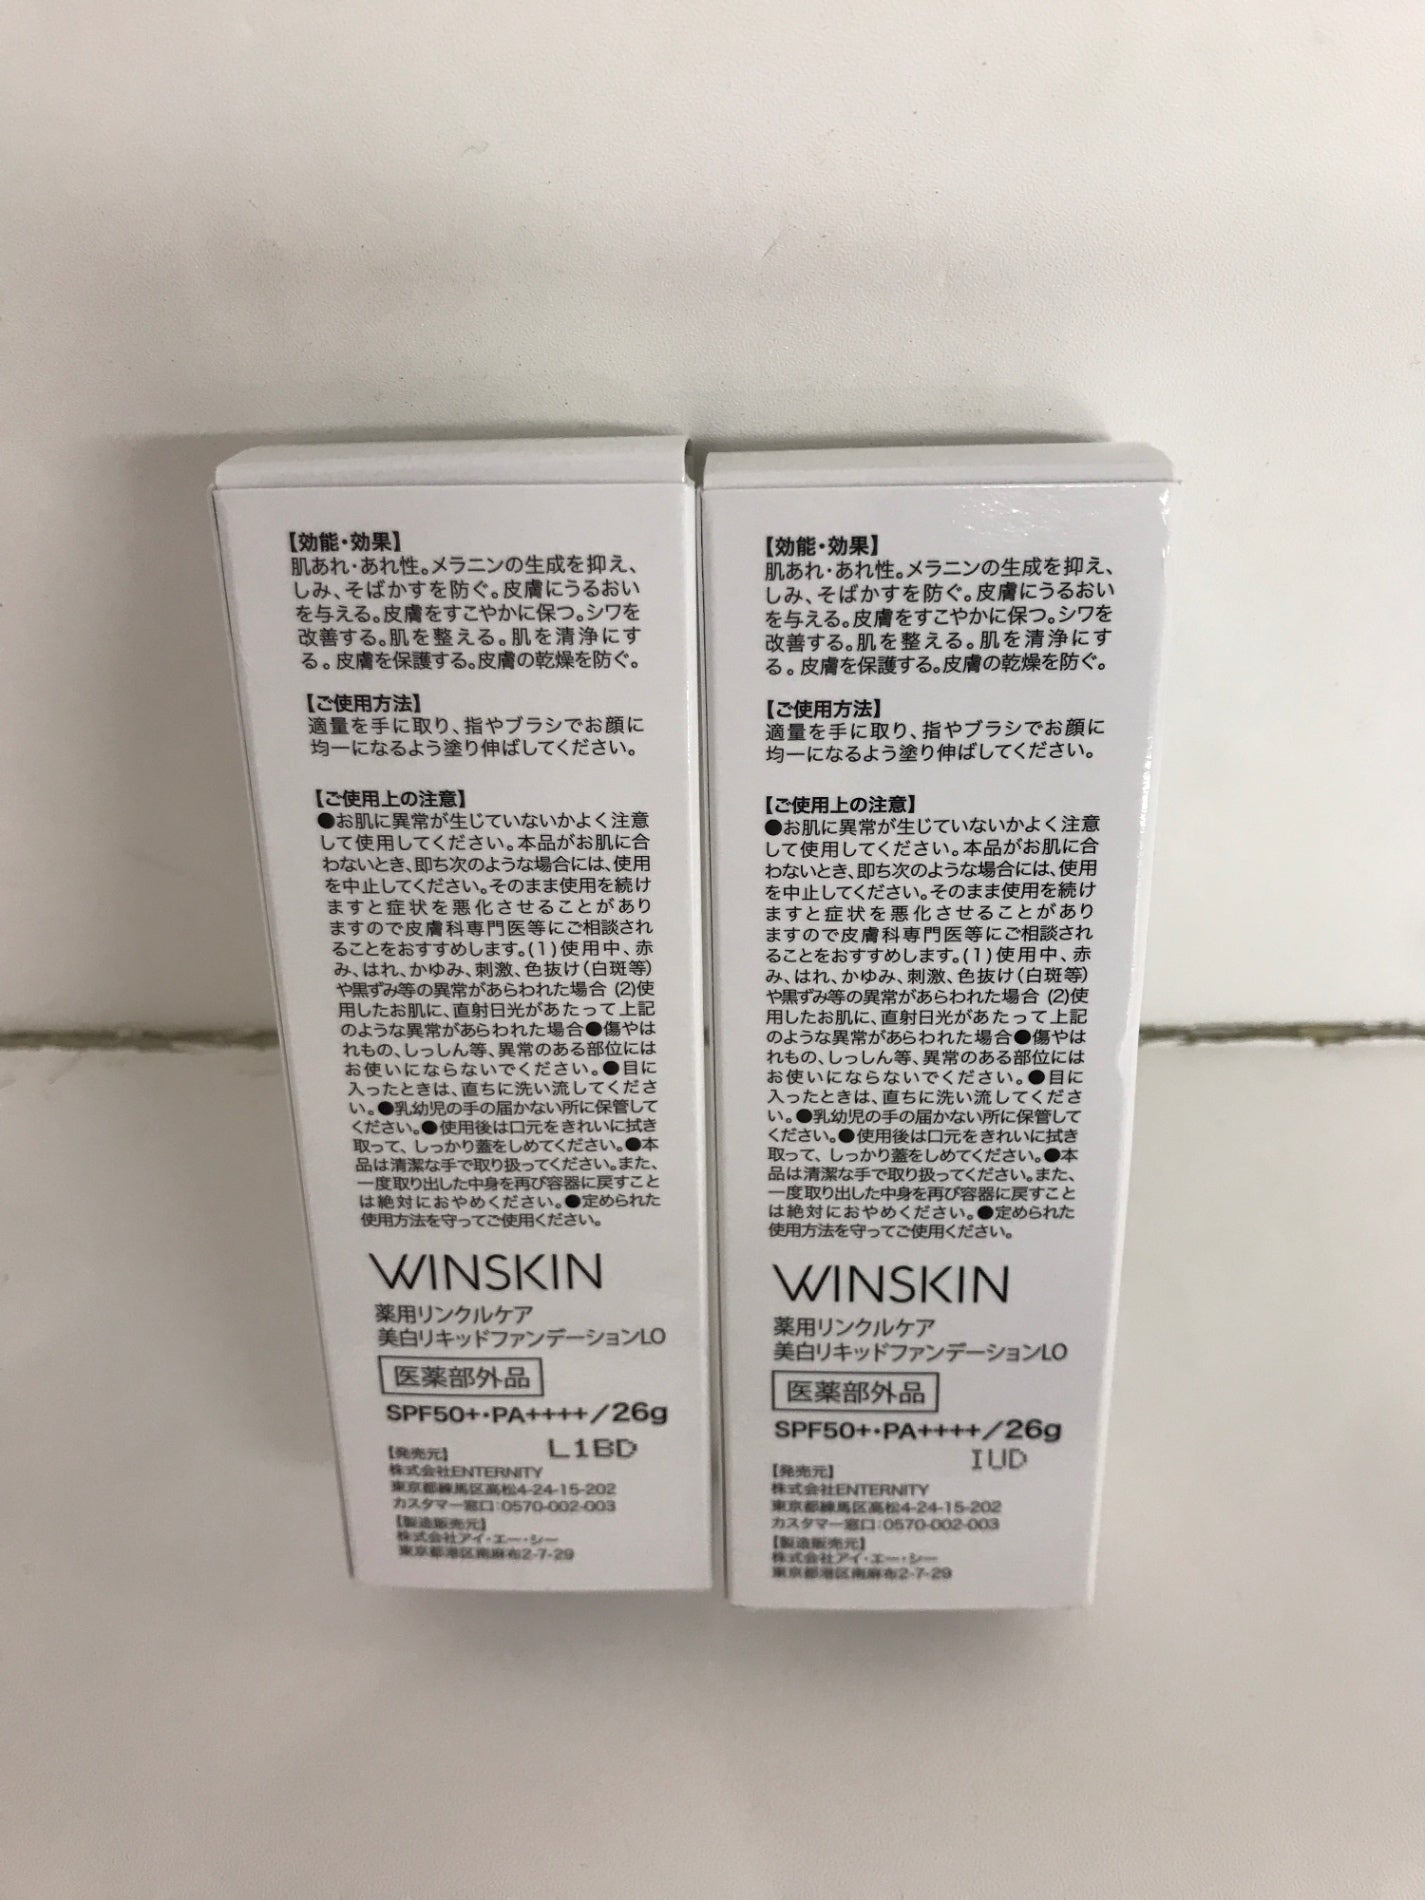 【効能・効果】
肌あれ・あれ性。メラニンの生成を抑え、
しみ、そばかすを防ぐ。皮膚にうるおい
を与える。皮膚をすこやかに保つ。シワを
改善する。肌を整える。肌を清浄にす
る。皮膚を保護する。皮膚の乾燥を防ぐ。
【ご使用方法】
適量を手に取り、指やブラシでお顔に
均一になるよう塗り伸ばしてください。
【ご使用上の注意】
●お肌に異常が生じていないかよく注意
して使用してください。本品がお肌に合
わないとき、即ち次のような場合には、使用
を中止してください。そのまま使用を続け
ますと症状を悪化させることがあり
ますので皮膚科専門医等にご相談され
ることをおすすめします。(1)使用中、赤
み、はれ、かゆみ、刺激、色抜け(白斑等)
や黒ずみ等の異常があらわれた場合 (2)使
用したお肌に、直射日光があたって上記
のような異常があらわれた場合●傷やは
れもの、しっしん等、異常のある部位には
お使いにならないでください。●目に
入ったときは、直ちに洗い流してくださ
い。●乳幼児の手の届かない所に保管して
ください。●使用後は口元をきれいに拭き
取って、しっかり蓋をしめてください。●本
品は清潔な手で取り扱ってください。また、
一度取り出した中身を再び容器に戻すこと
は絶対におやめください。●定められた
使用方法を守ってご使用ください。
WINSKIN
薬用リンクルケア
美白リキッドファンデーションLO
医薬部外品
SPF50+・PA++++/26g
L1BD
【発売元】
株式会社ENTERNITY
東京都練馬区高松4-24-15-202
カスタマー窓口:0570-002-003
【製造販売元】
株式会社アイ・エー・シー
東京都港区南麻布2-7-29
【効能・効果】
肌あれ・あれ性。メラニンの生成を抑え、
しみ、そばかすを防ぐ。皮膚にうるおい
を与える。皮膚をすこやかに保つ。シワを
改善する。肌を整える。肌を清浄にす
る。皮膚を保護する。皮膚の乾燥を防ぐ。
【ご使用方法】
適量を手に取り、指やブラシでお顔に
均一になるよう塗り伸ばしてください。
【ご使用上の注意】
●お肌に異常が生じていないかよく注意
して使用してください。本品がお肌に合
わないとき、即ち次のような場合には、使用
を中止してください。そのまま使用を続け
ますと症状を悪化させることがあり
ますので皮膚科専門医等にご相談され
ることをおすすめします。(1)使用中、赤
み、はれ、かゆみ、刺激、色抜け(白斑等)
や黒ずみ等の異常があらわれた場合 (2)使
用したお肌に、直射日光があたって上記
のような異常があらわれた場合●傷やは
れもの、しっしん等、異常のある部位には
お使いにならないでください。●目に
入ったときは、直ちに洗い流してくださ
い。●乳幼児の手の届かない所に保管して
ください。●使用後は口元をきれいに拭き
取って、しっかり蓋をしめてください。●本
品は清潔な手で取り扱ってください。また、
一度取り出した中身を再び容器に戻すこと
は絶対におやめください。●定められた
使用方法を守ってご使用ください。
WINSKIN
薬用リンクルケア
美白リキッドファンデーションLO
医薬部外品
SPF50+・PA++++/26g
IUD
【発売元】
株式会社ENTERNITY
東京都練馬区高松4-24-15-202
カスタマー窓口:0570-002-003
【製造販売元】
株式会社アイ・エー・シー
東京都港区南麻布2-7-29